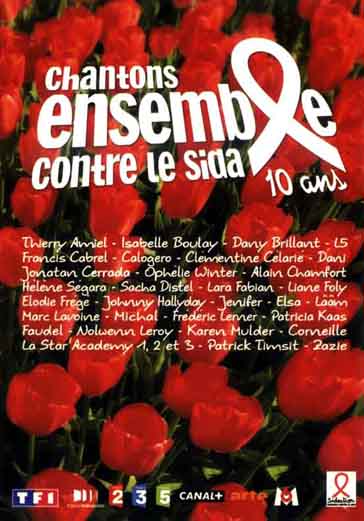 Chantons
ensemble
contre le sida
10 ans
Thierry Amiel - Isabelle Boulay - Dany Brillant - L5
Francis Cabrel - Calogero - Clementine Celarie - Dani
Jonatan Cerrada - Ophélie Winter - Alain Chamfort
Hélène Ségara - Sacha Distel - Lara Fabian - Liane Foly
Elodie Frégé - Johnny Hallyday - Jenifer - Elsa - Lââm
Marc Lavoine - Michal - Frédéric Lerner - Patricia Kaas
Faudel - Nolwenn Leroy - Karen Mulder - Corneille
La Star'Academy 1, 2 et 3 - Patrick Timsit - Zazie
TF1 2 3 5 CANAL+ arte M